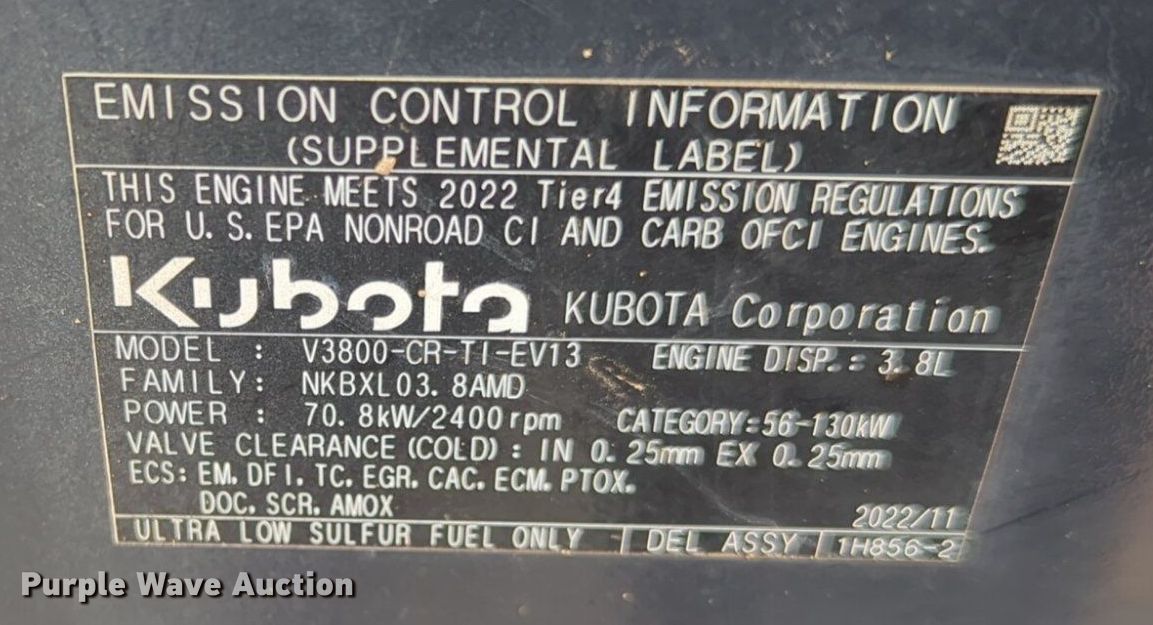 EMISSION CONTROL INFORMATION
(SUPPLEMENTAL LABEL)
THIS ENGINE MEETS 2022 Tier4 EMISSION REGULATIONS
FOR U.S.EPA NONROAD CI AND CARB OFCI ENGINES.
Kubota KUBOTA Corporation
MODEL : V3800-CR-TI-EV13 ENGINE DISP.: 3.8L
FAMILY: NKBXL03.8AMD
POWER : 70.8kW/2400rpm CATEGORY:56-130kW
VALVE CLEARANCE(COLD): IN 0.25mm EX 0.25mm
ECS: EM. DFI. TC. EGR. CAC. ECM. PTOX.
DOC. SCR. AMOX 2022/11
ULTRA LOW SULFUR FUEL ONLY DEL ASSY 1H856-2
Purple Wave Auction